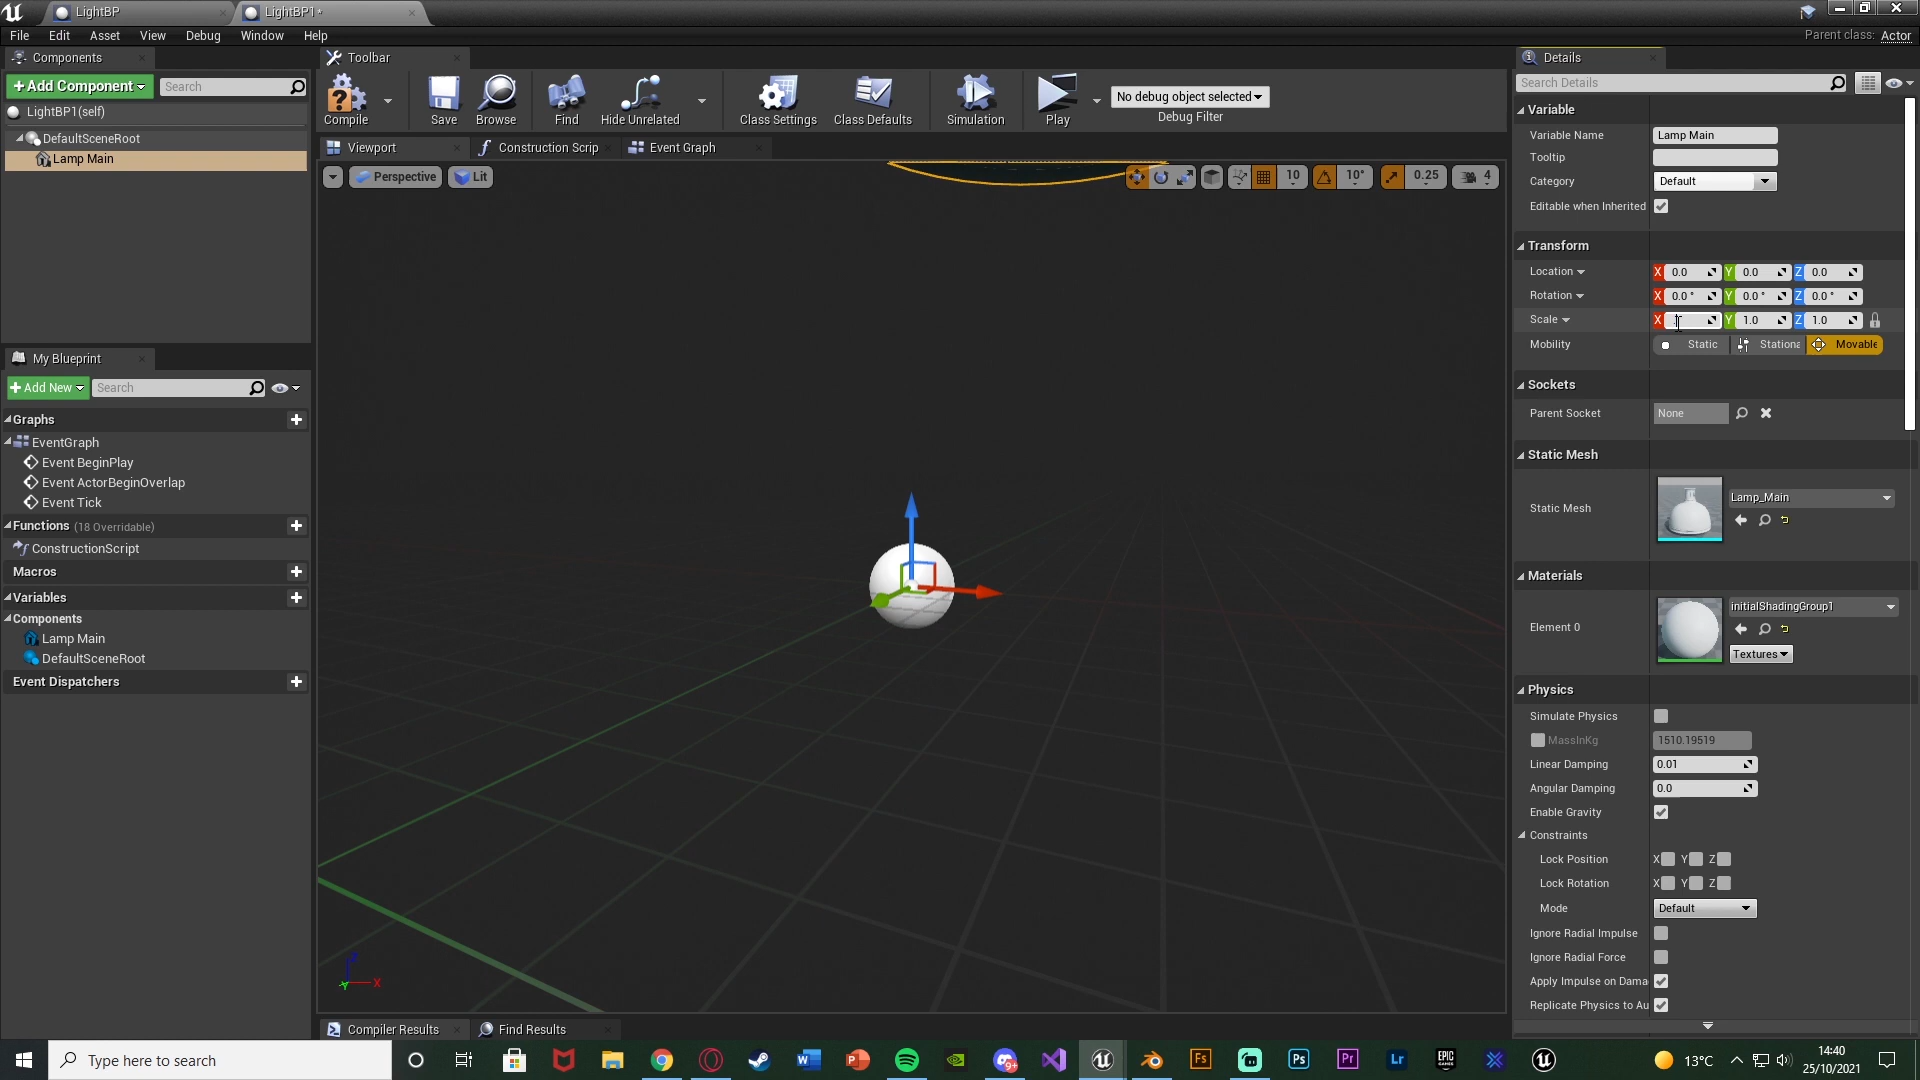 LightBP
LightBP1*
File Edit Asset View Debug Window Help
Parent class: Actor
Components
Toolbar
Details
Add Component
Search
LightBP1(self)
DefaultSceneRoot
Lamp Main
Compile
Save
Browse
Find
Hide Unrelated
Class Settings
Class Defaults
Simulation
Play
No debug object selected
Debug Filter
Viewport
Construction Scrip
Event Graph
Perspective
Lit
10
10°
0.25
4
My Blueprint
Add New
Search
Graphs
EventGraph
Event BeginPlay
Event ActorBeginOverlap
Event Tick
Functions (18 Overridable)
ConstructionScript
Macros
Variables
Components
Lamp Main
DefaultSceneRoot
Event Dispatchers
Z
X
Y
Compiler Results
Find Results
Search Details
Variable
Variable Name Lamp Main
Tooltip
Category Default
Editable when Inherited
Transform
Location X 0.0 Y 0.0 Z 0.0
Rotation X 0.0 ° Y 0.0 ° Z 0.0 °
Scale X Y 1.0 Z 1.0
Mobility Static Stationa Movable
Sockets
Parent Socket None
Static Mesh
Static Mesh Lamp_Main
Materials
Element 0 initialShadingGroup1
Textures
Physics
Simulate Physics
MassInKg 1510.19519
Linear Damping 0.01
Angular Damping 0.0
Enable Gravity
Constraints
Lock Position X Y Z
Lock Rotation X Y Z
Mode Default
Ignore Radial Impulse
Ignore Radial Force
Apply Impulse on Dama
Replicate Physics to Au
Type here to search
W
P
9+
Fs
Ps
Pr
Lr
EPIC GAMES
13°C
14:40
25/10/2021